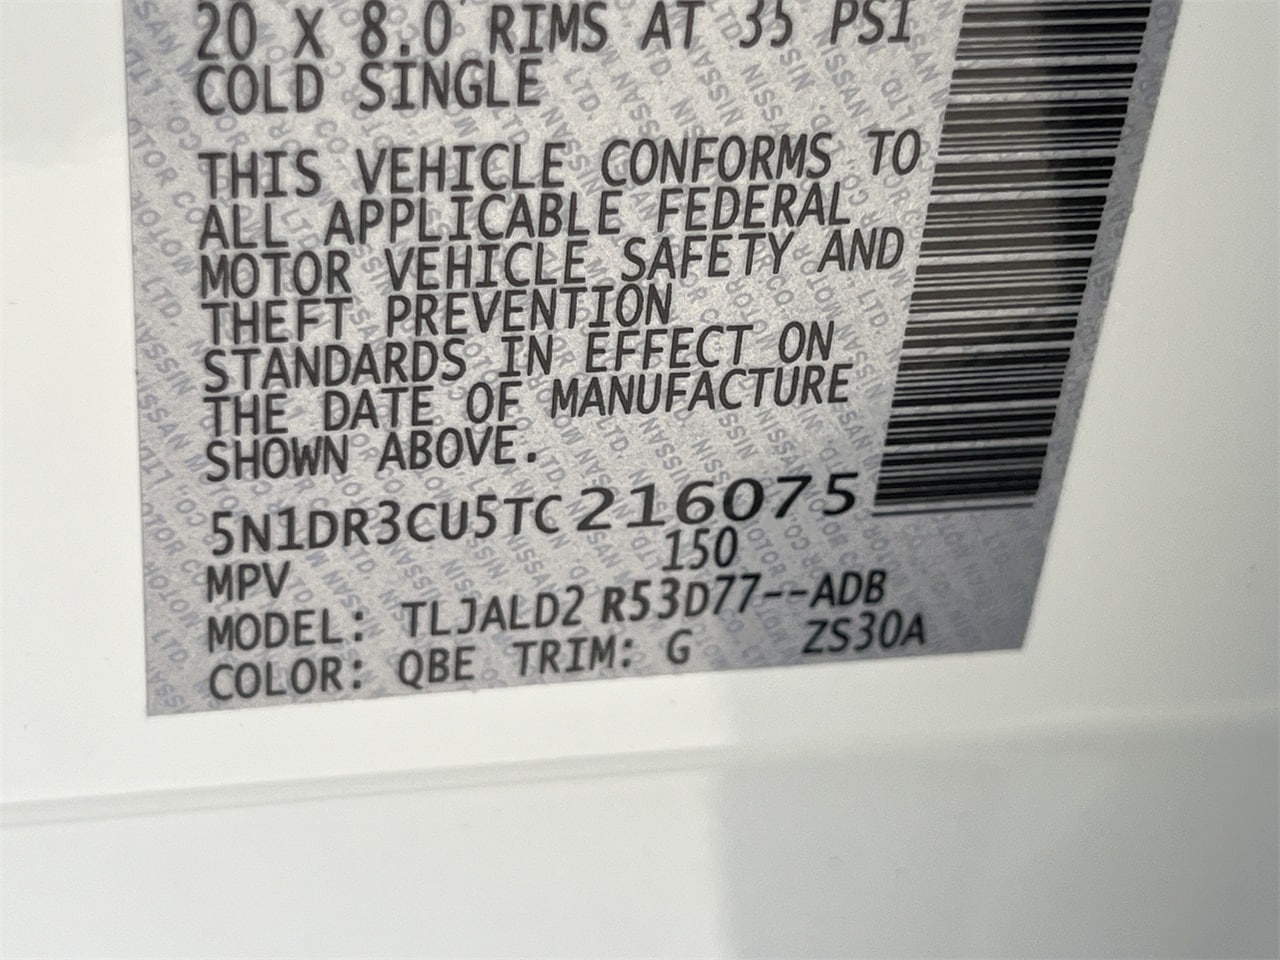 20 X 8.0 RIMS AT 35 PSI
COLD SINGLE
THIS VEHICLE CONFORMS TO
ALL APPLICABLE FEDERAL
MOTOR VEHICLE SAFETY AND
THEFT PREVENTION
STANDARDS IN EFFECT ON
THE DATE OF MANUFACTURE
SHOWN ABOVE.
5N1DR3CU5TC216075
MPV 150
MODEL: TLJALD2 R53D77--ADB
COLOR: QBE TRIM: G ZS30A